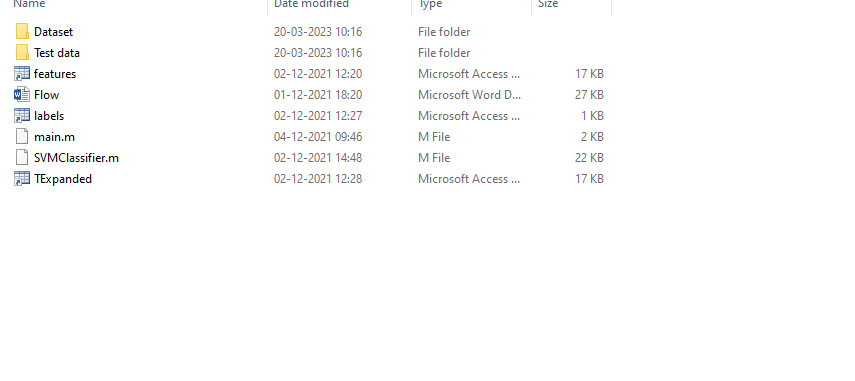 Name Date modified Type Size
Dataset 20-03-2023 10:16 File folder
Test data 20-03-2023 10:16 File folder
features 02-12-2021 12:20 Microsoft Access ... 17 KB
Flow 01-12-2021 18:20 Microsoft Word D... 27 KB
labels 02-12-2021 12:27 Microsoft Access ... 1 KB
main.m 04-12-2021 09:46 M File 2 KB
SVMClassifier.m 02-12-2021 14:48 M File 22 KB
TExpanded 02-12-2021 12:28 Microsoft Access ... 17 KB